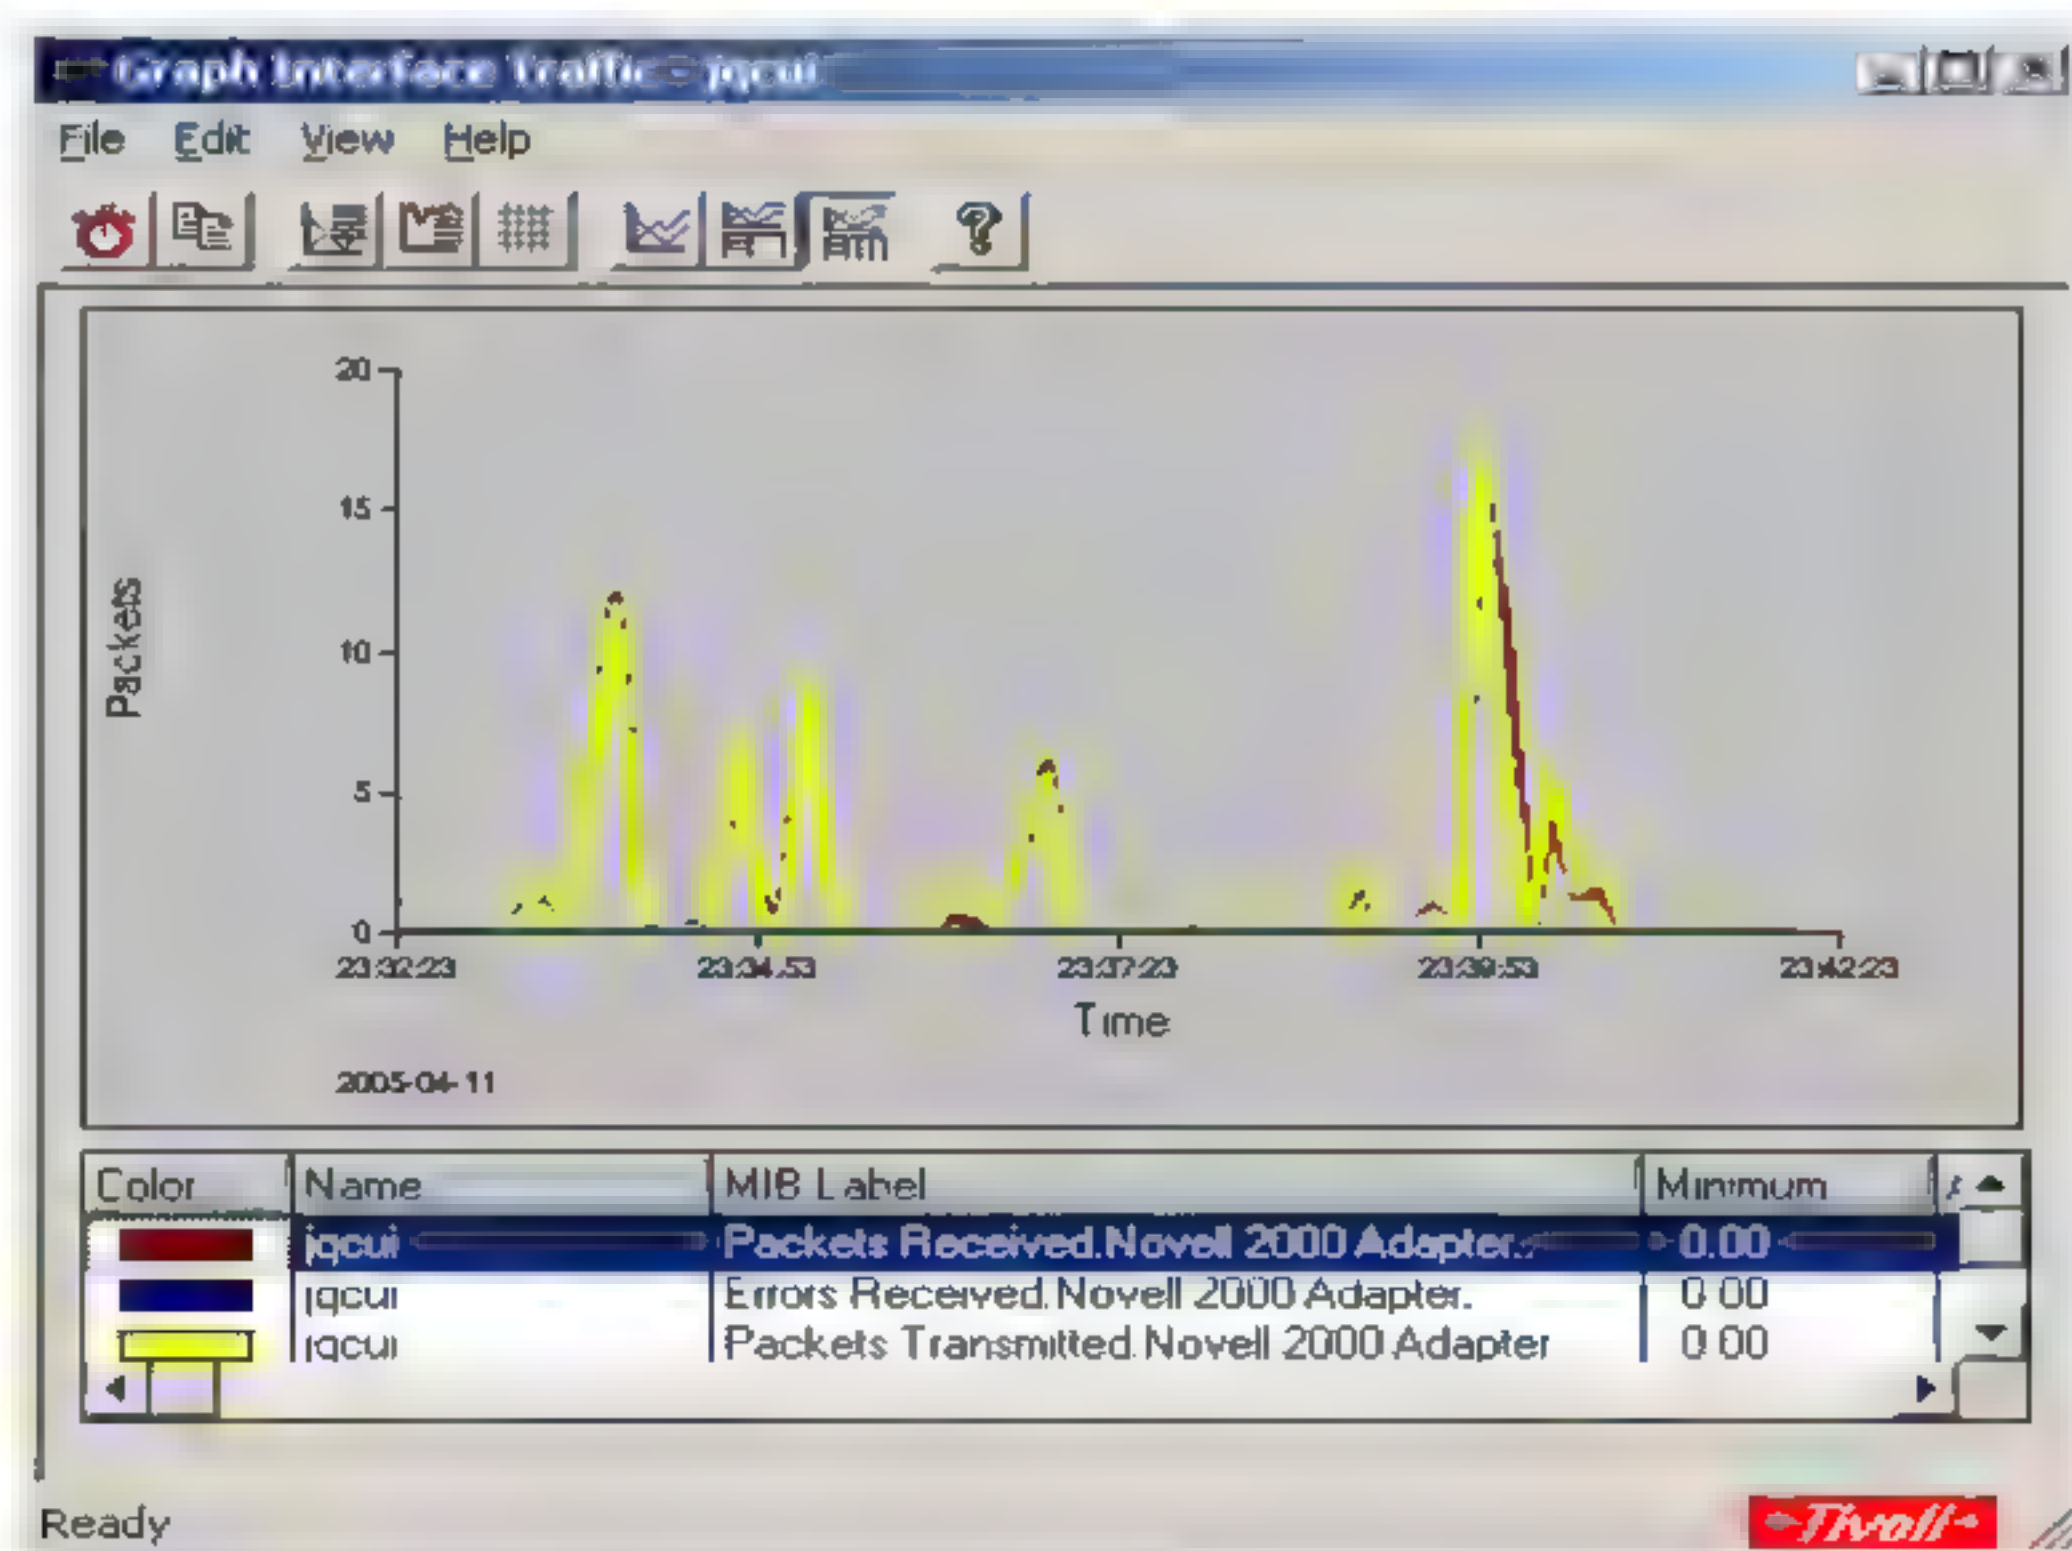 Graph Interface Traffic - jqcui
File Edit View Help
20
15
10
5
0
Packets
23:32:23 23:34:53 23:37:23 23:39:53 23:42:23
Time
2005-04-11
Color Name MIB Label Minimum
jqcui Packets Received.Novell 2000 Adapter. 0.00
jqcui Errors Received.Novell 2000 Adapter. 0.00
jqcui Packets Transmitted.Novell 2000 Adapter 0.00
Ready
Tivoli